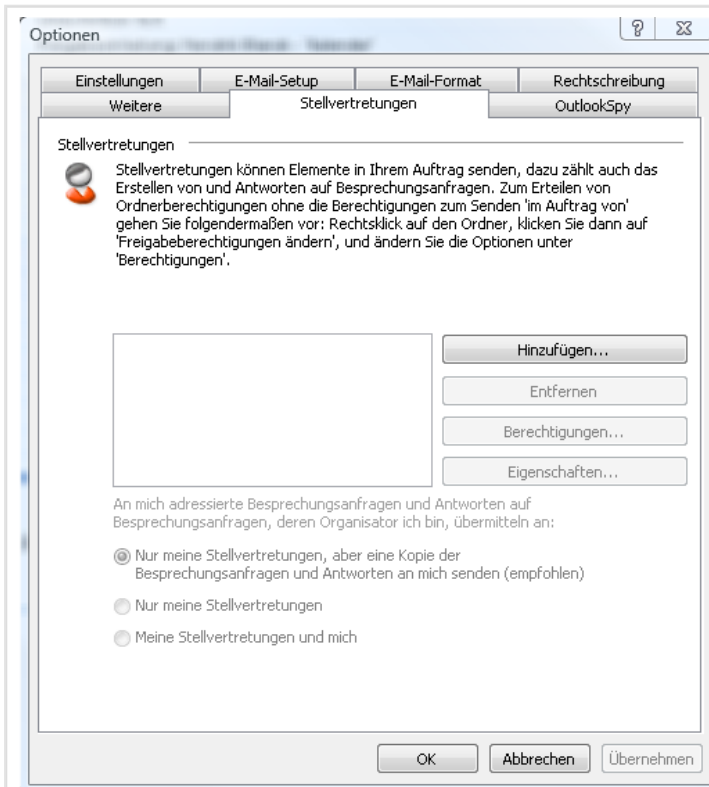 Optionen
Einstellungen
E-Mail-Setup
E-Mail-Format
Rechtschreibung
Weitere
Stellvertretungen
OutlookSpy
Stellvertretungen
Stellvertretungen können Elemente in Ihrem Auftrag senden, dazu zählt auch das
Erstellen von und Antworten auf Besprechungsanfragen. Zum Erteilen von
Ordnerberechtigungen ohne die Berechtigungen zum Senden 'im Auftrag von'
gehen Sie folgendermaßen vor: Rechtsklick auf den Ordner, klicken Sie dann auf
'Freigabeberechtigungen ändern', und ändern Sie die Optionen unter
'Berechtigungen'.
Hinzufügen...
Entfernen
Berechtigungen...
Eigenschaften...
An mich adressierte Besprechungsanfragen und Antworten auf
Besprechungsanfragen, deren Organisator ich bin, übermitteln an:
Nur meine Stellvertretungen, aber eine Kopie der
Besprechungsanfragen und Antworten an mich senden (empfohlen)
Nur meine Stellvertretungen
Meine Stellvertretungen und mich
OK
Abbrechen
Übernehmen